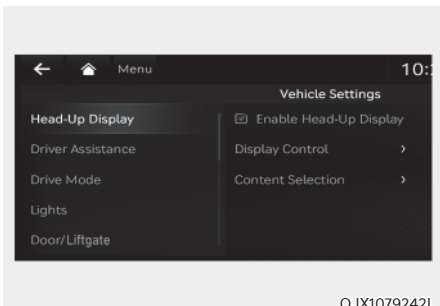 Menu 10:
Vehicle Settings
Head-Up Display
Enable Head-Up Display
Driver Assistance
Display Control
Drive Mode
Content Selection
Lights
Door/Liftgate